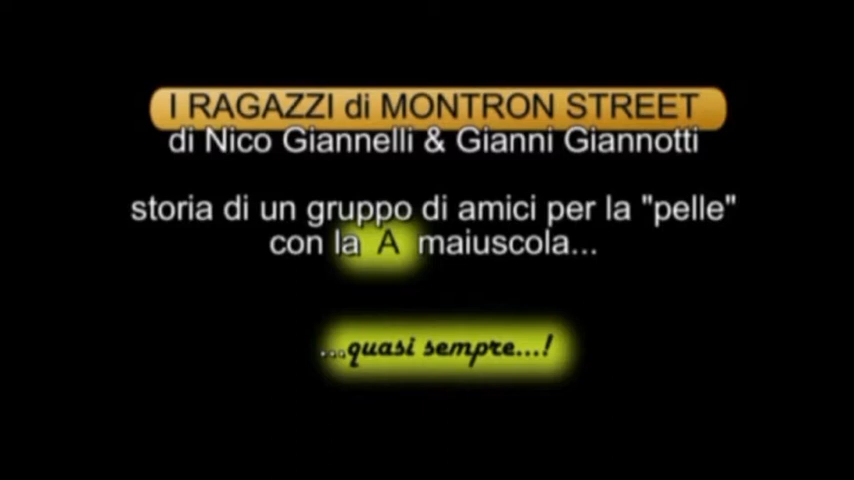 I RAGAZZI di MONTRON STREET
di Nico Giannelli & Gianni Giannotti
storia di un gruppo di amici per la "pelle"
con la A maiuscola...
...quasi sempre...!